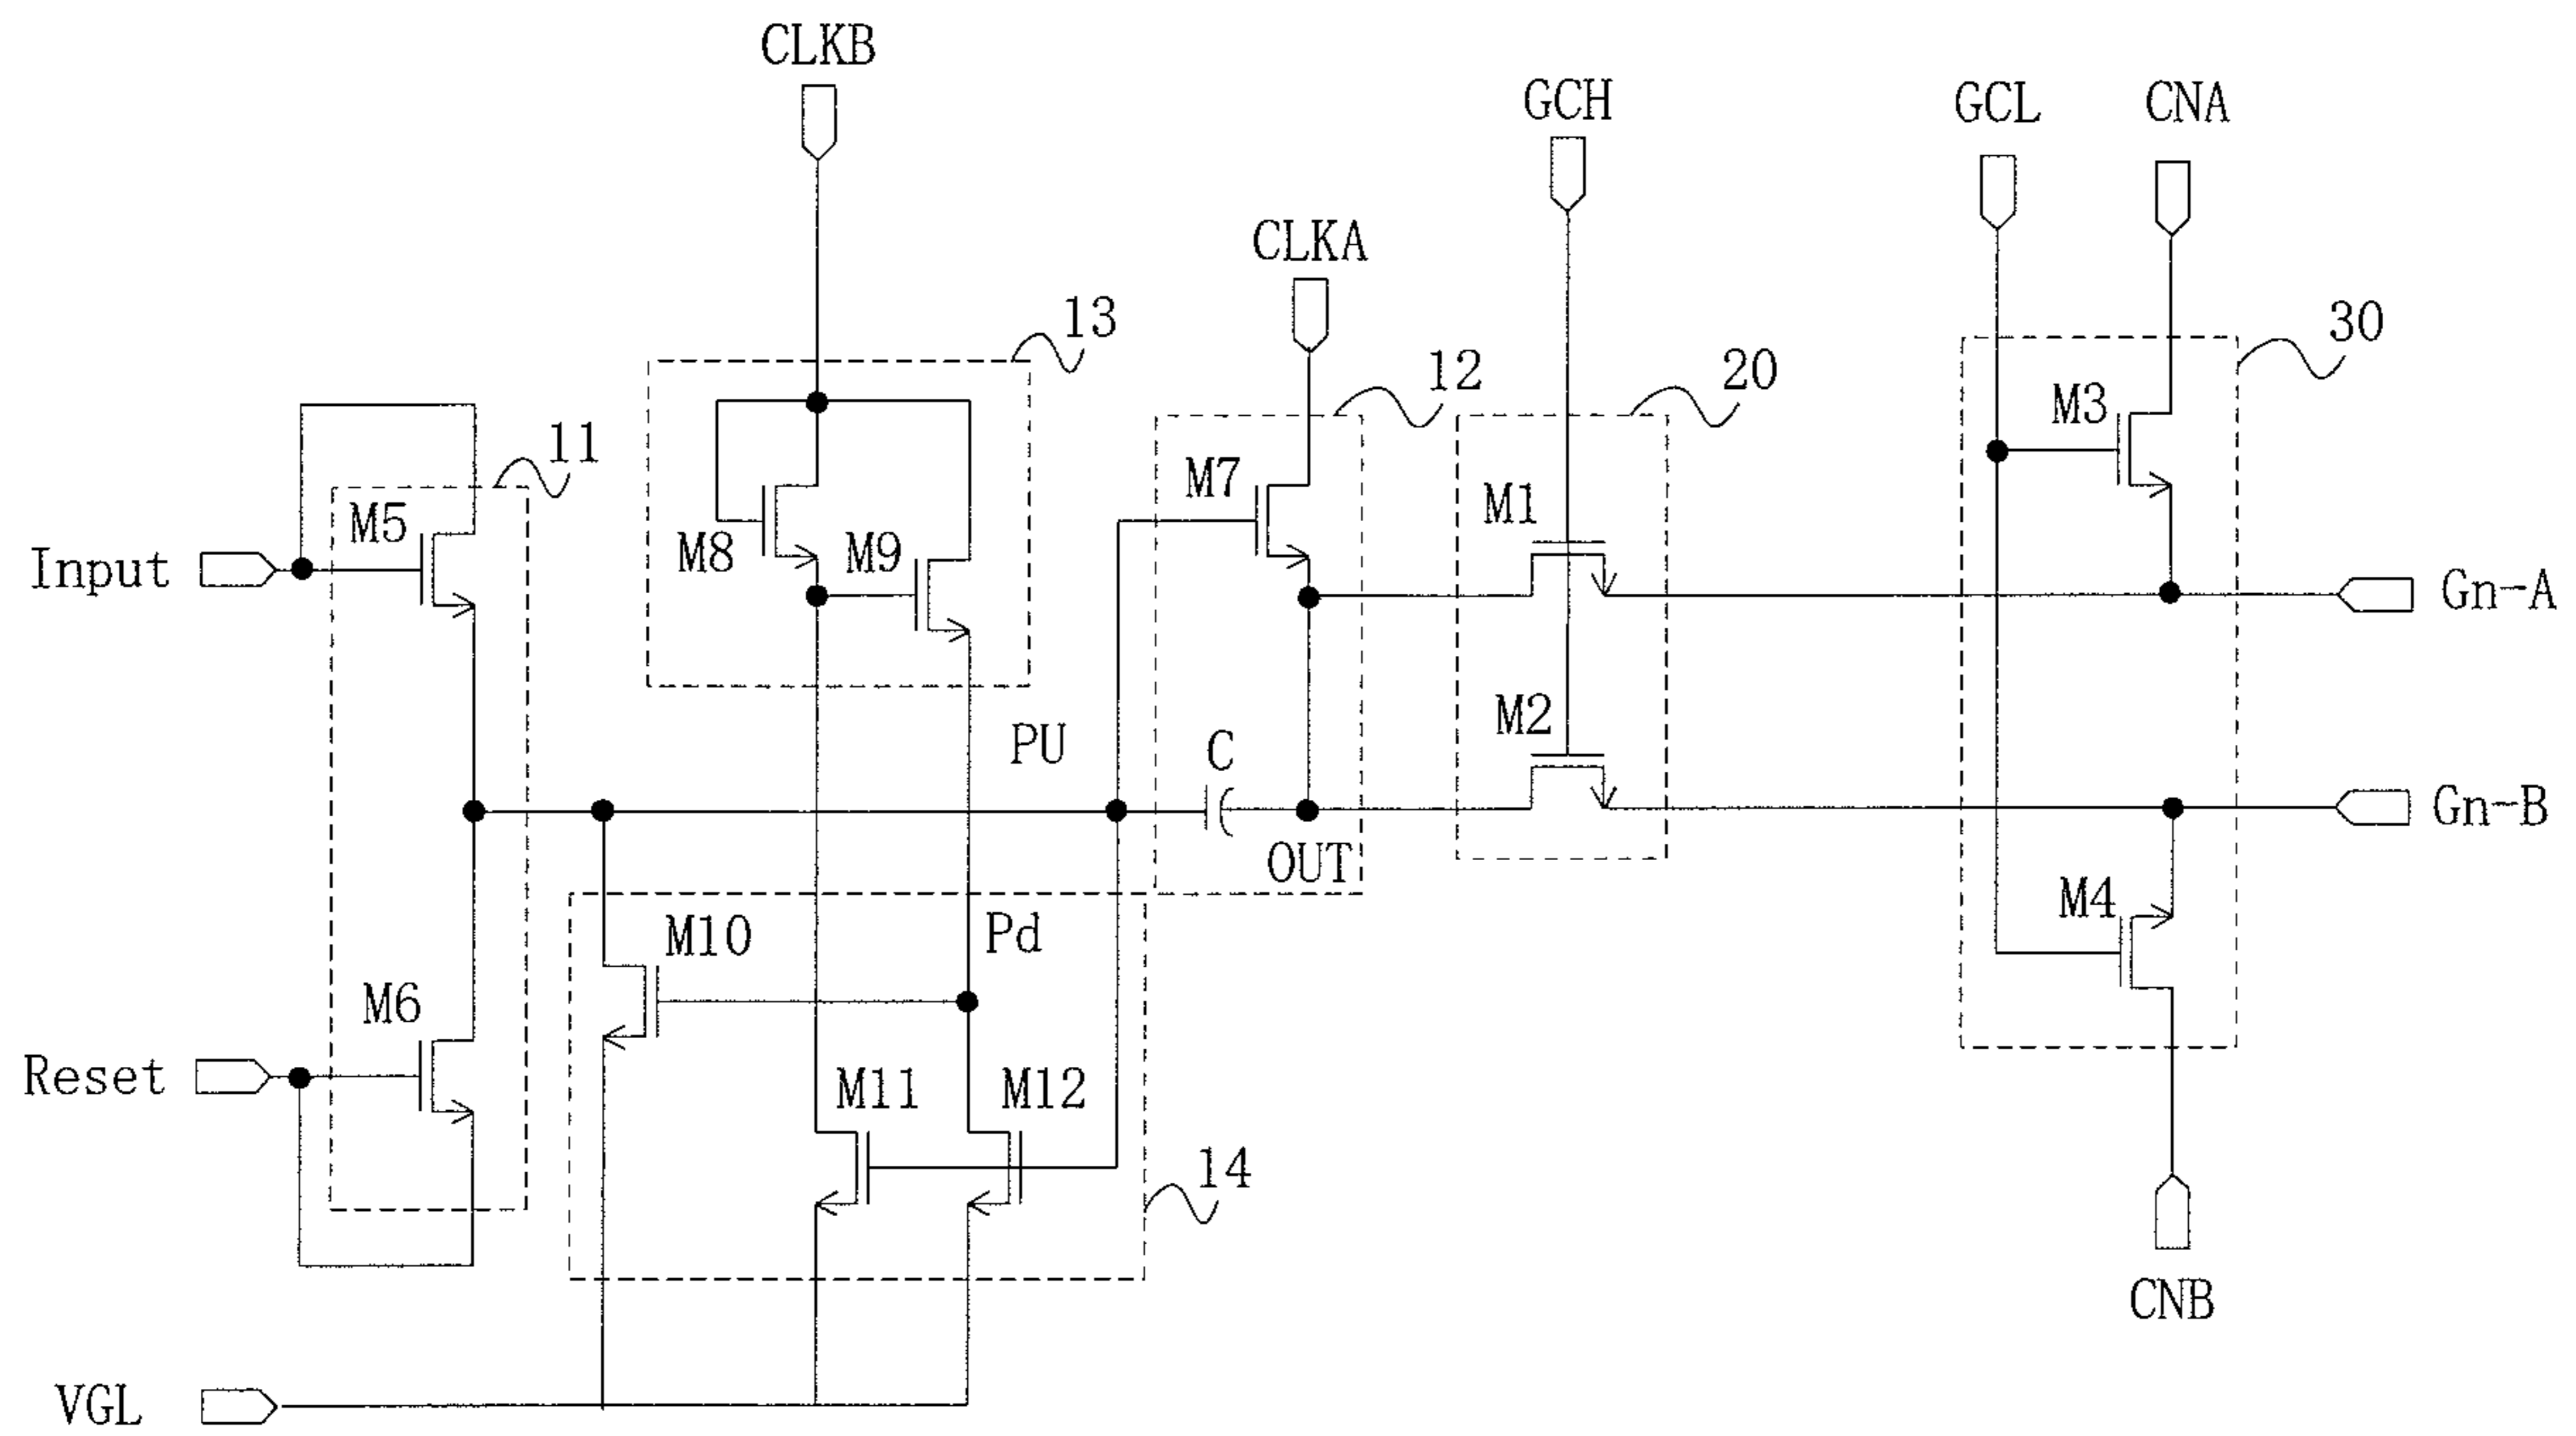 CLKB
GCH
GCL
CNA
CLKA
13
30
12
20
11
M3
M7
M5
M1
M8
M9
Input
Gn-A
M2
PU
C
Gn-B
OUT
M4
M10
Pd
M6
Reset
M11
M12
14
CNB
VGL